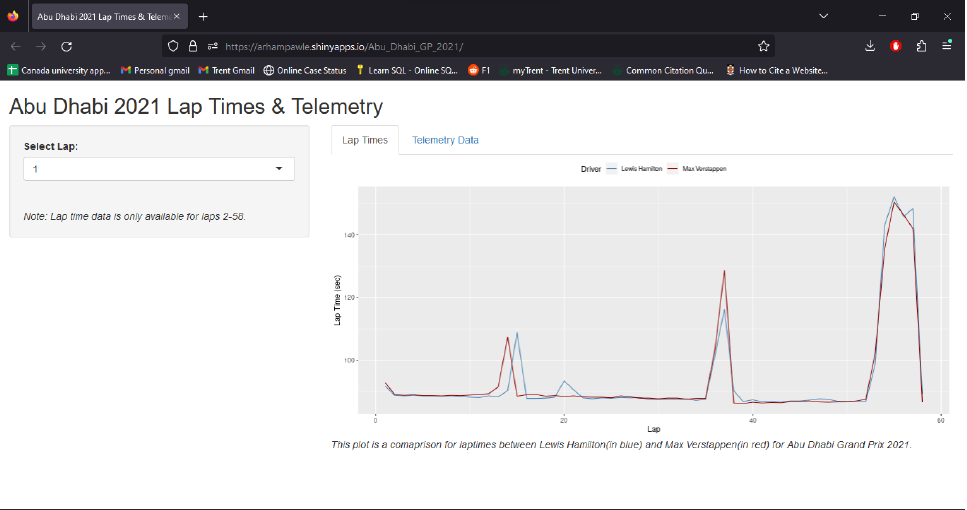 Abu Dhabi 2021 Lap Times & Teleme
https://arhampawle.shinyapps.io/Abu_Dhabi_GP_2021/
Canada university app... Personal gmail Trent Gmail Online Case Status Learn SQL - Online SQ... F1 myTrent - Trent Univer... Common Citation Qu... How to Cite a Website...
Abu Dhabi 2021 Lap Times & Telemetry
Select Lap:
1
Note: Lap time data is only available for laps 2-58.
Lap Times Telemetry Data
Driver Lewis Hamilton Max Verstappen
Lap Time (sec)
140
120
100
0 20 40 60
Lap
This plot is a comaprison for laptimes between Lewis Hamilton(in blue) and Max Verstappen(in red) for Abu Dhabi Grand Prix 2021.